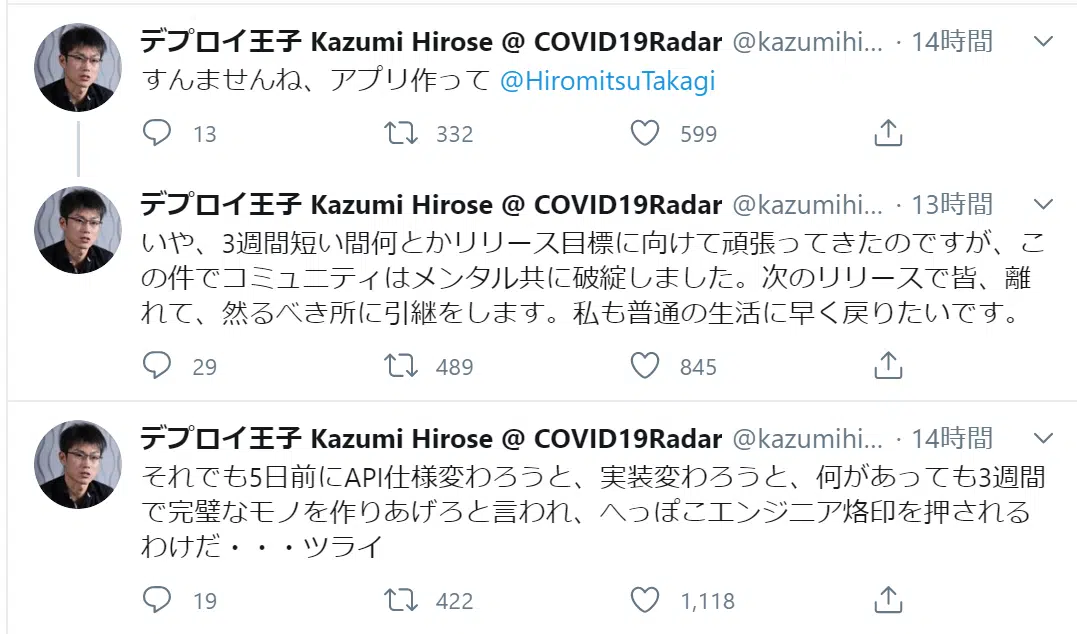 デプロイ王子 Kazumi Hirose @ COVID19Radar @kazumihi... · 14時間
すんませんね、アプリ作って @HiromitsuTakagi
13 332 599
デプロイ王子 Kazumi Hirose @ COVID19Radar @kazumihi... · 13時間
いや、3週間短い間何とかリリース目標に向けて頑張ってきたのですが、こ
の件でコミュニティはメンタル共に破綻しました。次のリリースで皆、離
れて、然るべき所に引継をします。私も普通の生活に早く戻りたいです。
29 489 845
デプロイ王子 Kazumi Hirose @ COVID19Radar @kazumihi... · 14時間
それでも5日前にAPI仕様変わろうと、実装変わろうと、何があっても3週間
で完璧なモノを作りあげろと言われ、へっぽこエンジニア烙印を押される
わけだ・・・ツライ
19 422 1,118